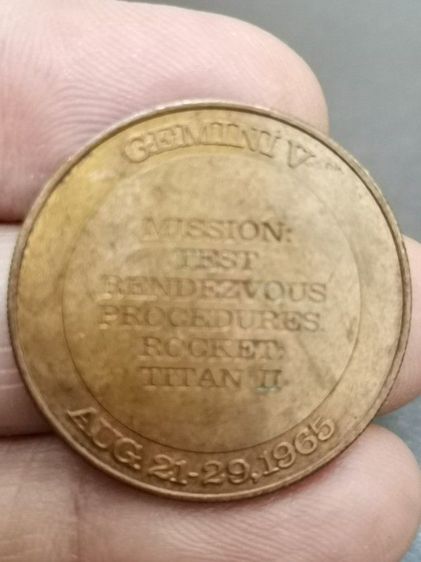 GEMINI V
MISSION:
TEST
RENDEZVOUS
PROCEDURES
ROCKET:
TITAN II
AUG. 21-29, 1965